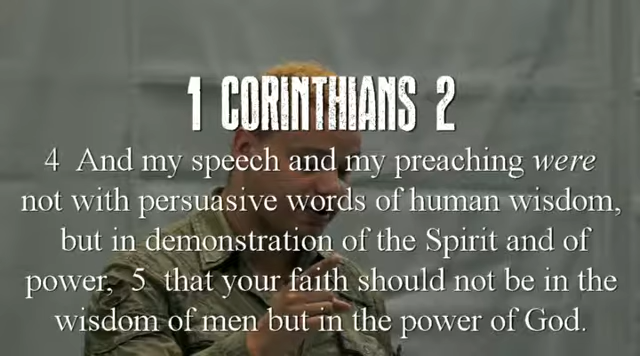 1 CORINTHIANS 2
4 And my speech and my preaching were
not with persuasive words of human wisdom,
but in demonstration of the Spirit and of
power, 5 that your faith should not be in the
wisdom of men but in the power of God.